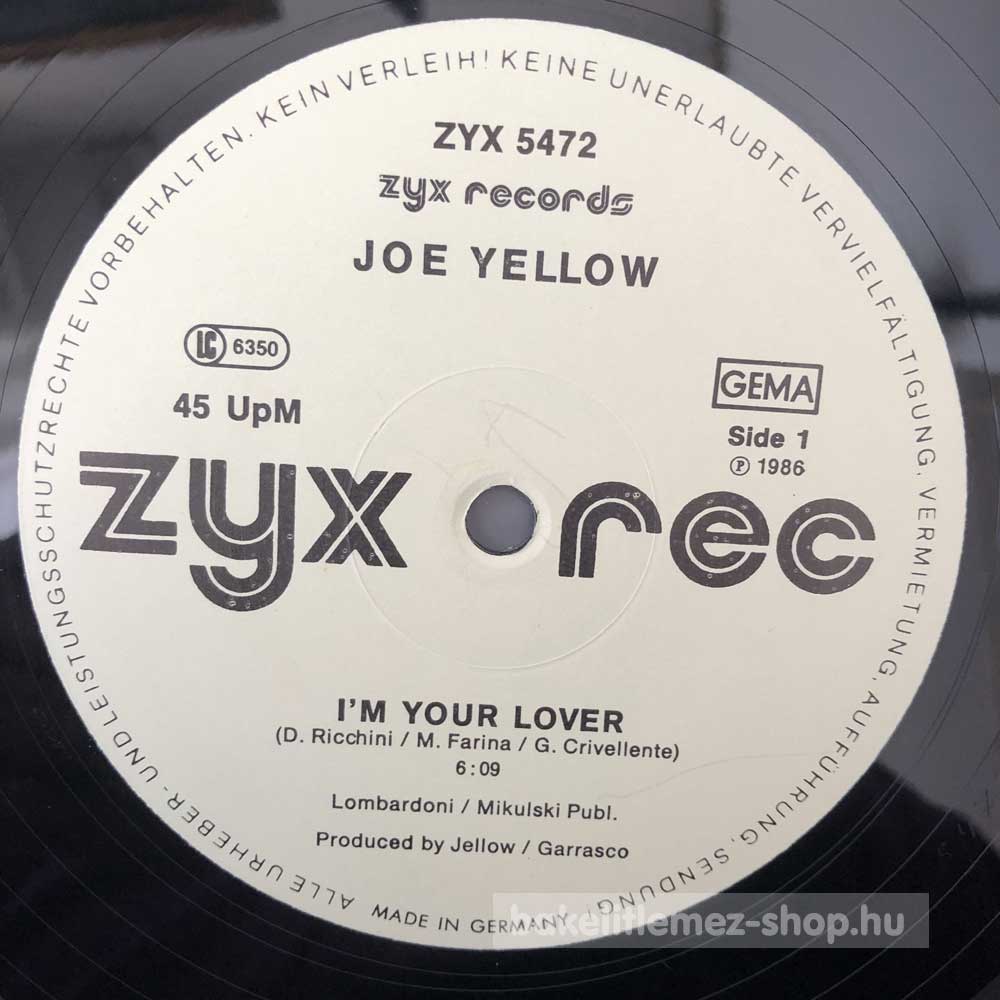 ALLE URHEBER- UND LEISTUNGSSCHUTZRECHTE VORBEHALTEN. KEIN VERLEIH! KEINE UNERLAUBTE VERVIELFÄLTIGUNG, VERMIETUNG, AUFFÜHRUNG, SENDUNG!
ZYX 5472
zyx records
JOE YELLOW
LC 6350
45 UpM
GEMA
Side 1
Ⓟ 1986
zyx rec
I'M YOUR LOVER
(D. Ricchini / M. Farina / G. Crivellente)
6:09
Lombardoni / Mikulski Publ.
Produced by Jellow / Garrasco
MADE IN GERMANY
bakelitlemez-shop.hu